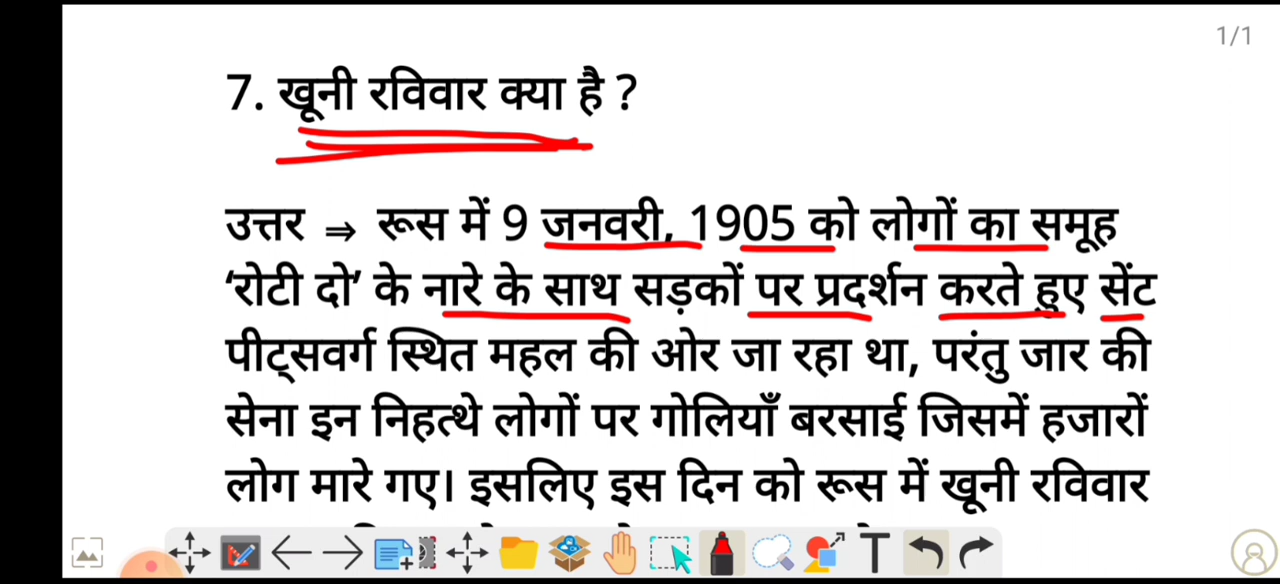 1/1
7. खूनी रविवार क्या है ?
उत्तर ⇒ रूस में 9 जनवरी, 1905 को लोगों का समूह
‘रोटी दो’ के नारे के साथ सड़कों पर प्रदर्शन करते हुए सेंट
पीट्सवर्ग स्थित महल की ओर जा रहा था, परंतु जार की
सेना इन निहत्थे लोगों पर गोलियाँ बरसाई जिसमें हजारों
लोग मारे गए। इसलिए इस दिन को रूस में खूनी रविवार